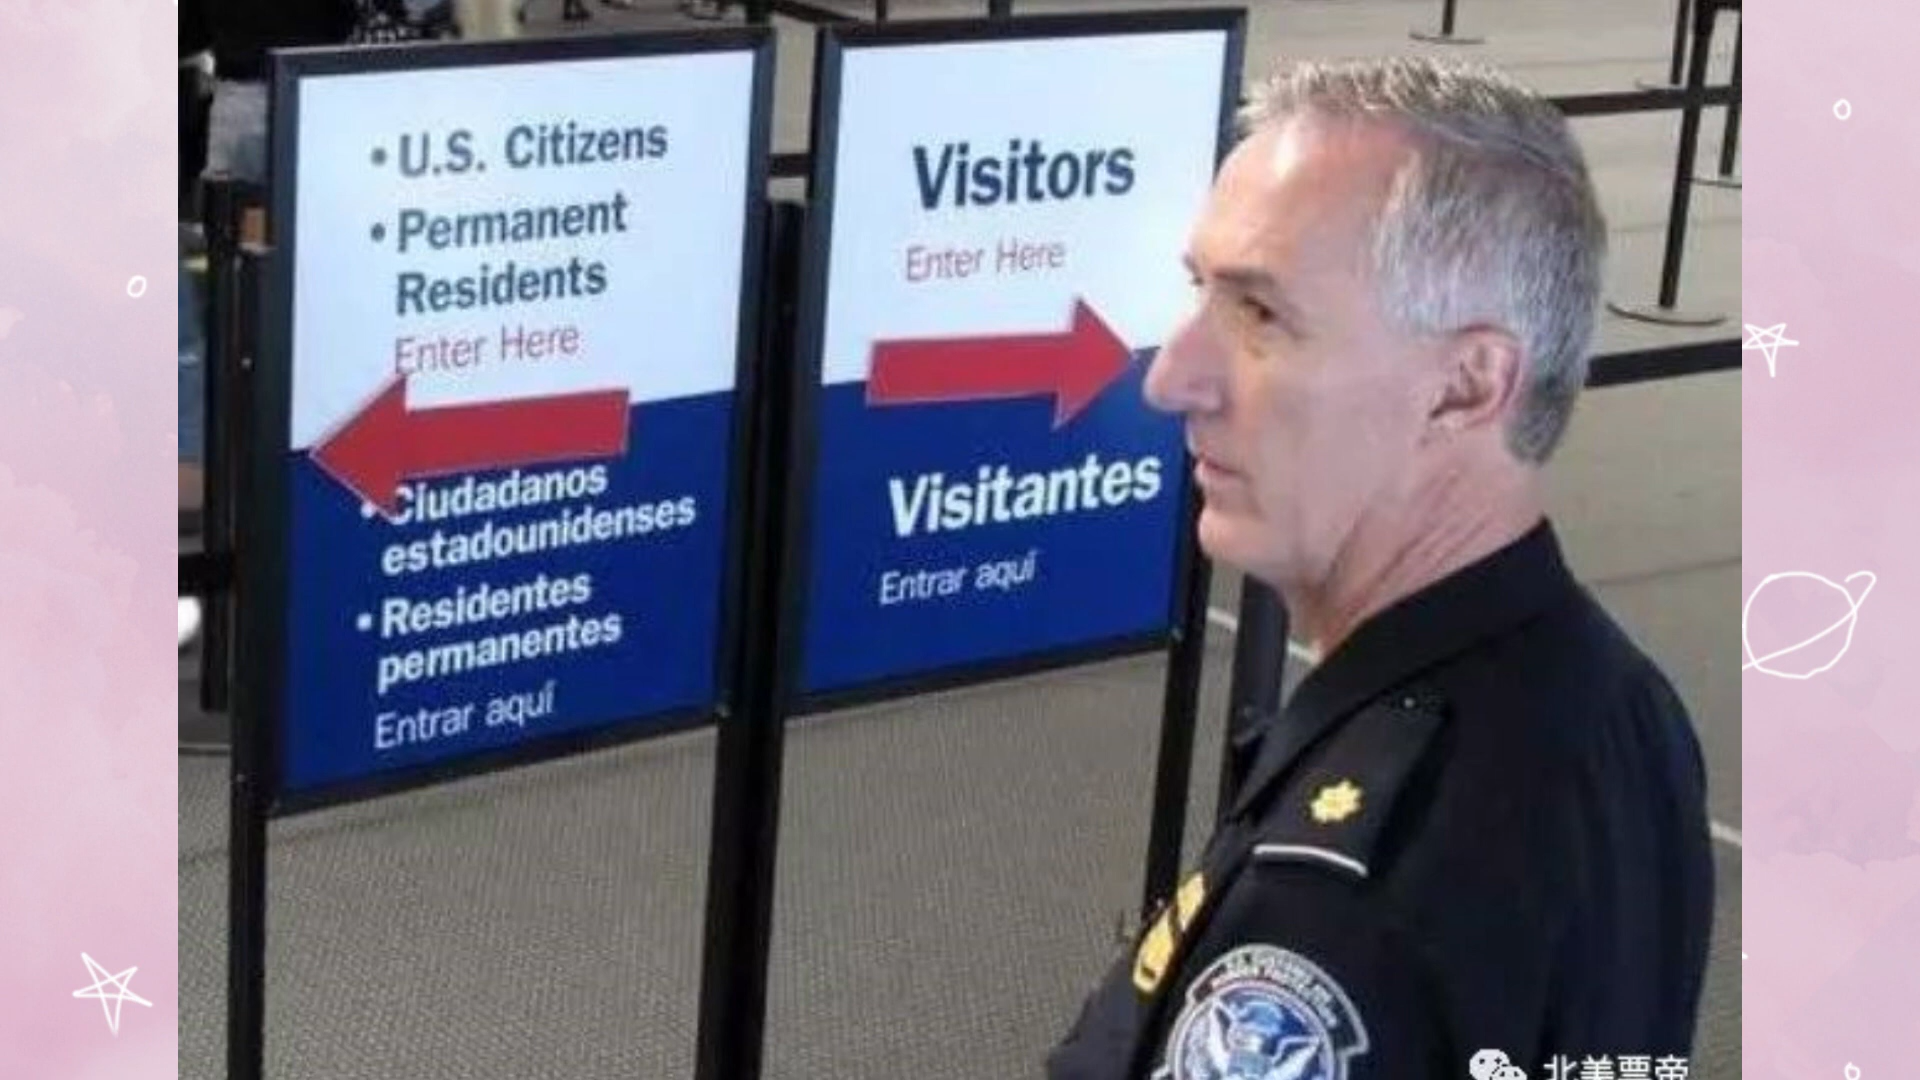 • U.S. Citizens
• Permanent
Residents
Enter Here
• Ciudadanos
estadounidenses
• Residentes
permanentes
Entrar aquí
Visitors
Enter Here
Visitantes
Entrar aquí
北美票帝